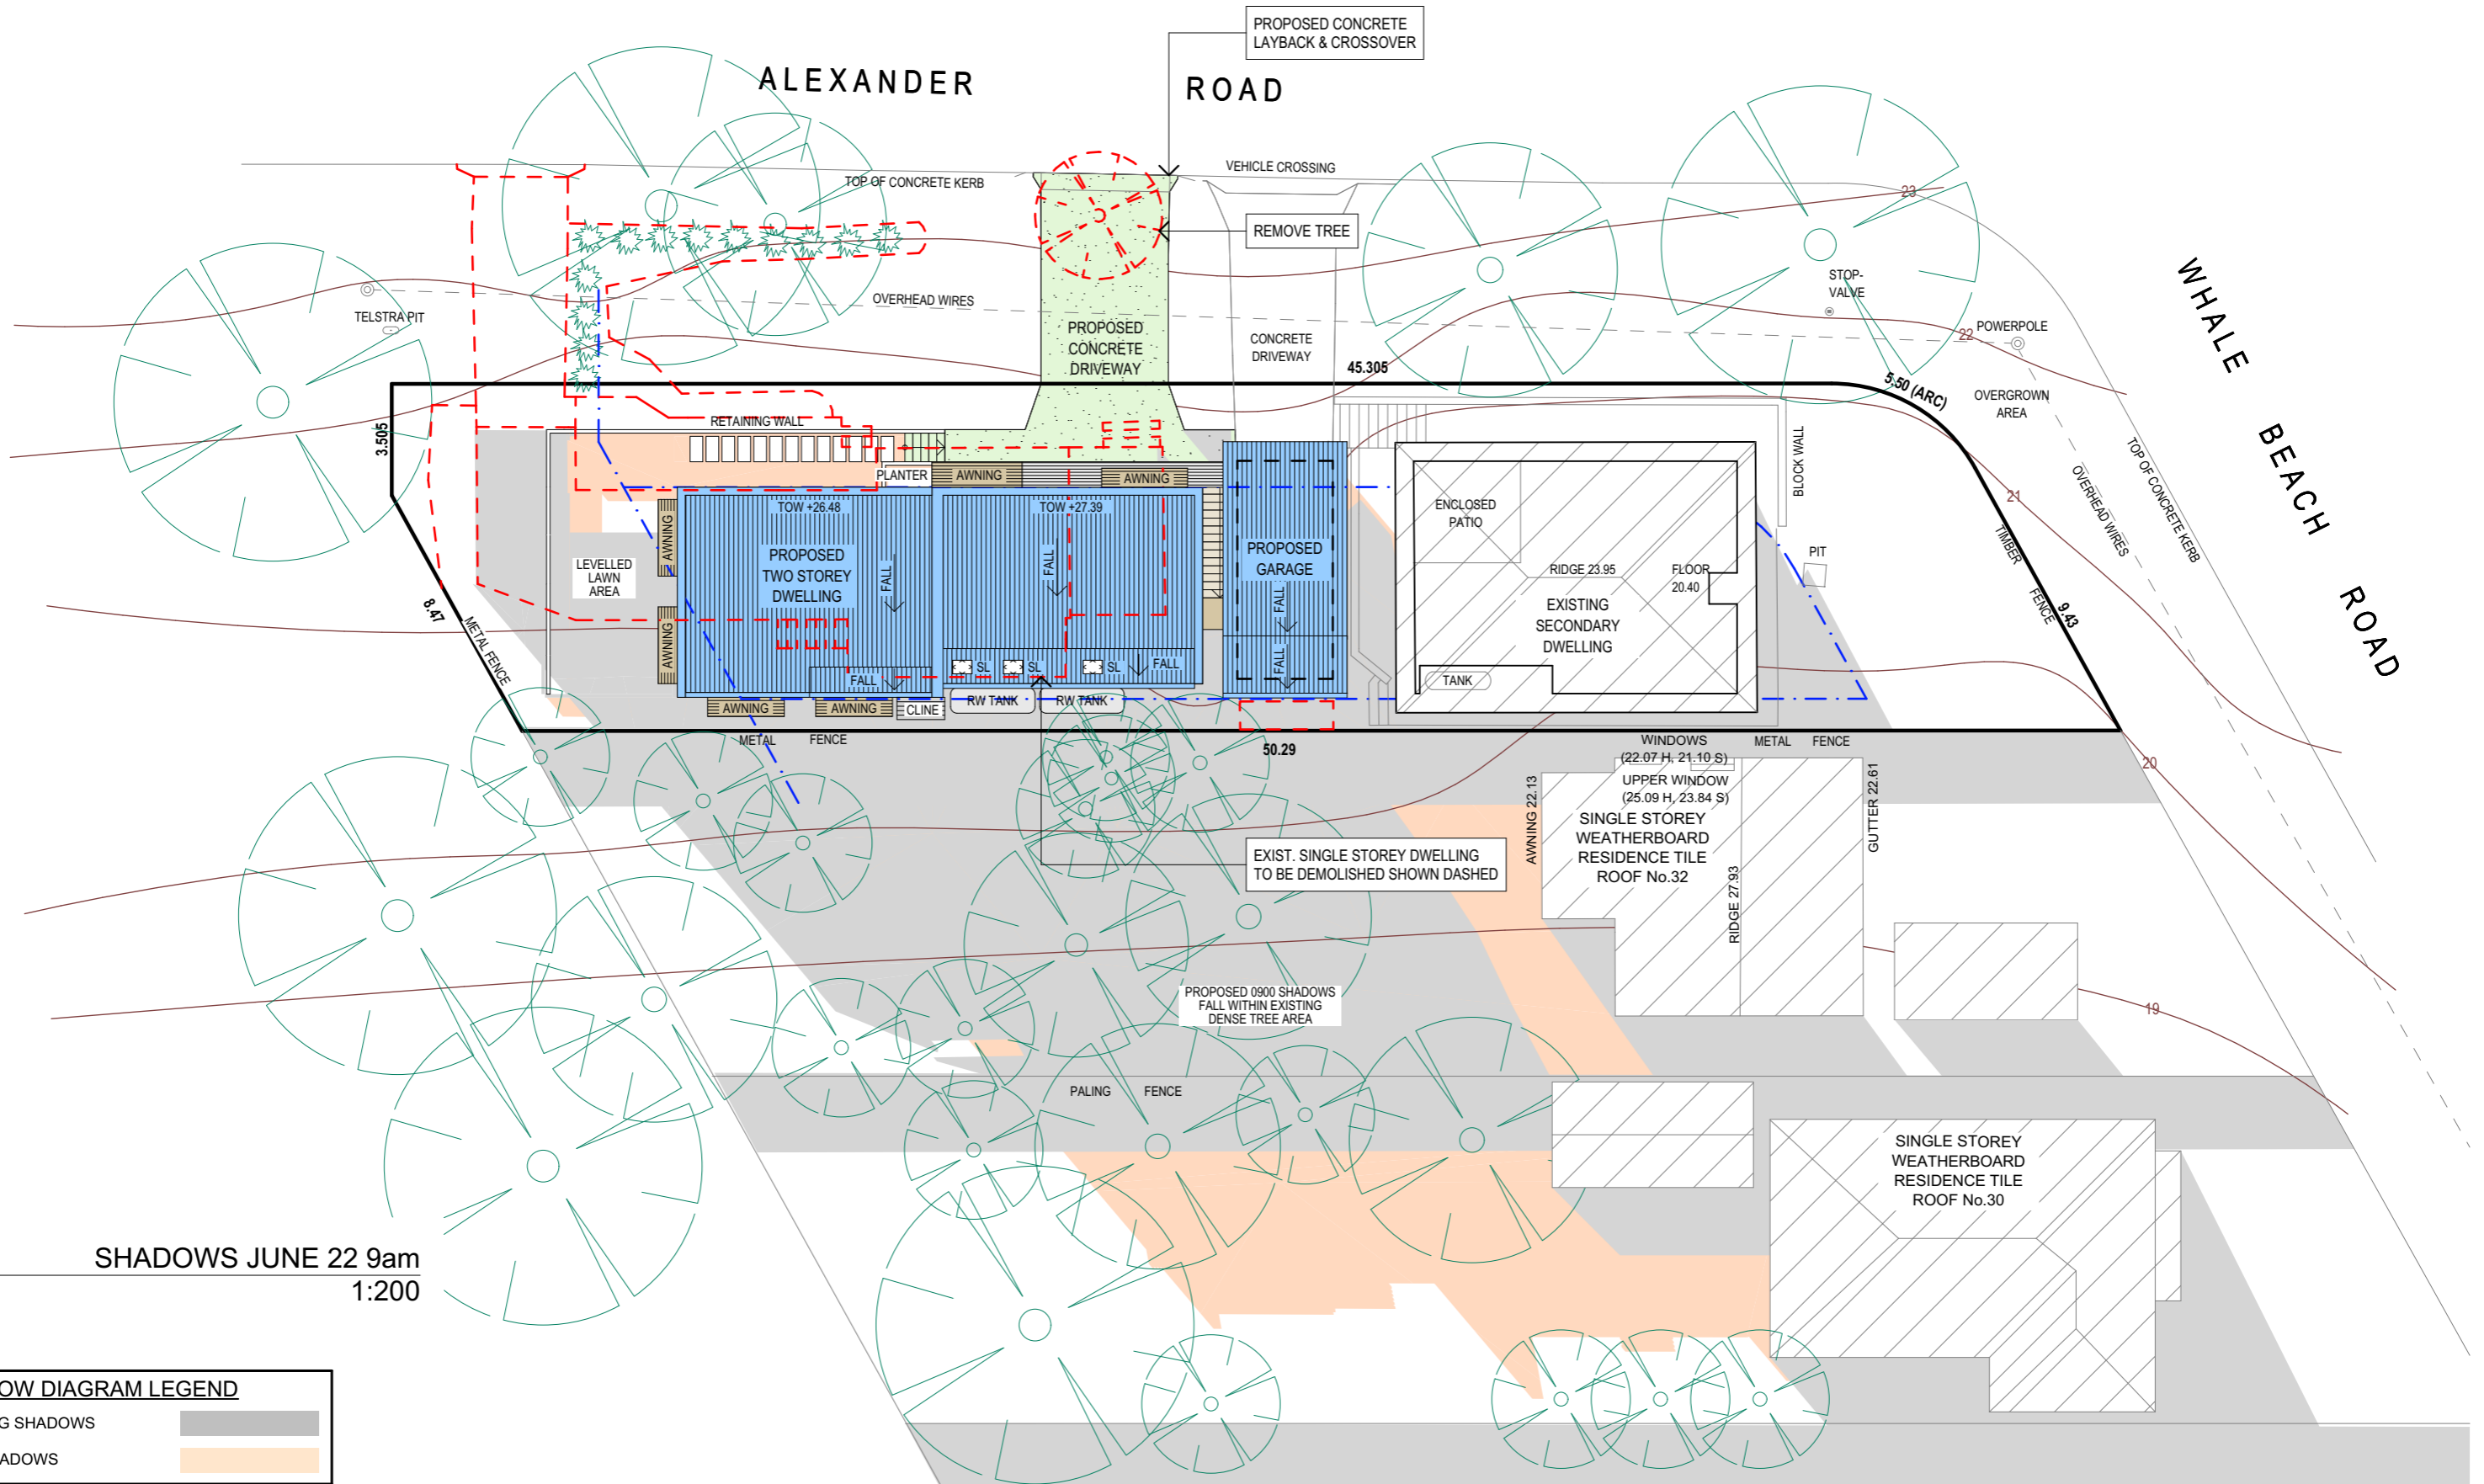 PROPOSED CONCRETE
LAYBACK & CROSSOVER
ALEXANDER ROAD
VEHICLE CROSSING
TOP OF CONCRETE KERB
23
REMOVE TREE
WHALE BEACH ROAD
STOP-
VALVE
OVERHEAD WIRES
TELSTRA PIT
PROPOSED
CONCRETE
DRIVEWAY
CONCRETE
DRIVEWAY
22
POWERPOLE
45.305
5.50 (ARC)
OVERGROWN
AREA
3.505
RETAINING WALL
BLOCK WALL
TOP OF CONCRETE KERB
OVERHEAD WIRES
PLANTER
AWNING
AWNING
21
TOW +26.48
TOW +27.39
ENCLOSED
PATIO
AWNING
PROPOSED
TWO STOREY
DWELLING
FALL
FALL
PROPOSED
GARAGE
FALL
FALL
RIDGE 23.95
FLOOR
20.40
PIT
TIMBER
FENCE
9.43
LEVELLED
LAWN
AREA
EXISTING
SECONDARY
DWELLING
8.47
METAL FENCE
AWNING
SL
SL
SL
FALL
FALL
TANK
AWNING
AWNING
CLINE
RW TANK
RW TANK
METAL FENCE
50.29
WINDOWS
(22.07 H, 21.10 S)
METAL FENCE
20
UPPER WINDOW
(25.09 H, 23.84 S)
AWNING 22.13
GUTTER 22.61
SINGLE STOREY
WEATHERBOARD
RESIDENCE TILE
ROOF No.32
RIDGE 27.93
EXIST. SINGLE STOREY DWELLING
TO BE DEMOLISHED SHOWN DASHED
PROPOSED 0900 SHADOWS
FALL WITHIN EXISTING
DENSE TREE AREA
19
PALING FENCE
SINGLE STOREY
WEATHERBOARD
RESIDENCE TILE
ROOF No.30
SHADOWS JUNE 22 9am
1:200
OW DIAGRAM LEGEND
G SHADOWS
ADOWS